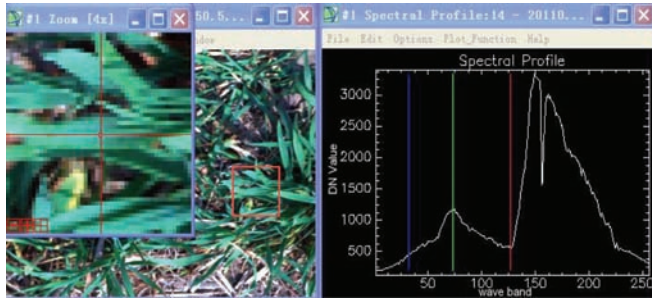 #1 Zoom [4x]
50.5...
#1 Spectral Profile:14 - 20110...
File Edit Options Plot_Function Help
Spectral Profile
DN Value
3000
2500
2000
1500
1000
500
50
100
150
200
250
wave band